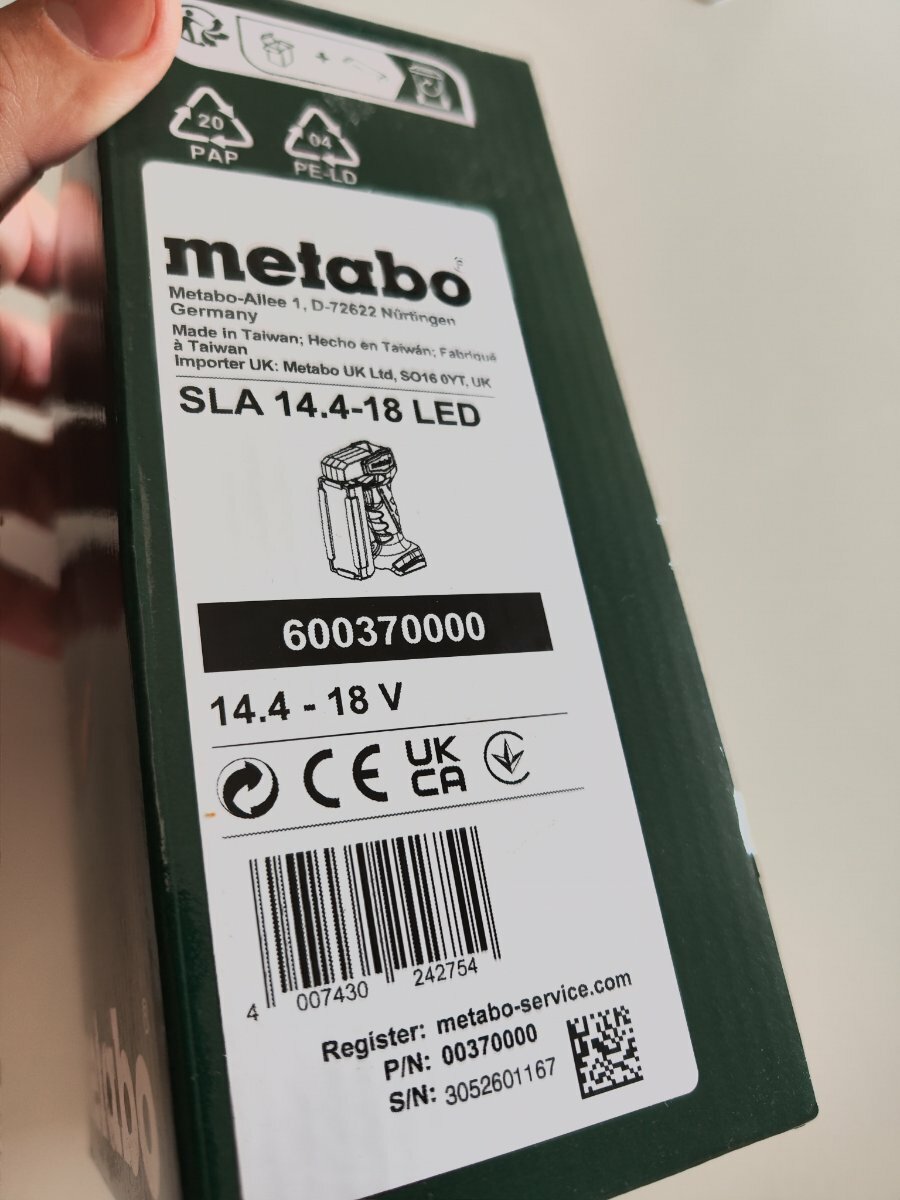 20
PAP
04
PE-LD
metabo
Metabo-Allee 1, D-72622 Nürtingen
Germany
Made in Taiwan; Hecho en Taiwán; Fabriqué
à Taiwan
Importer UK: Metabo UK Ltd, SO16 0YT, UK
SLA 14.4-18 LED
metabo
600370000
14.4 - 18 V
CE UK
CA
4 007430 242754
Register: metabo-service.com
P/N: 00370000
S/N: 3052601167
metabo